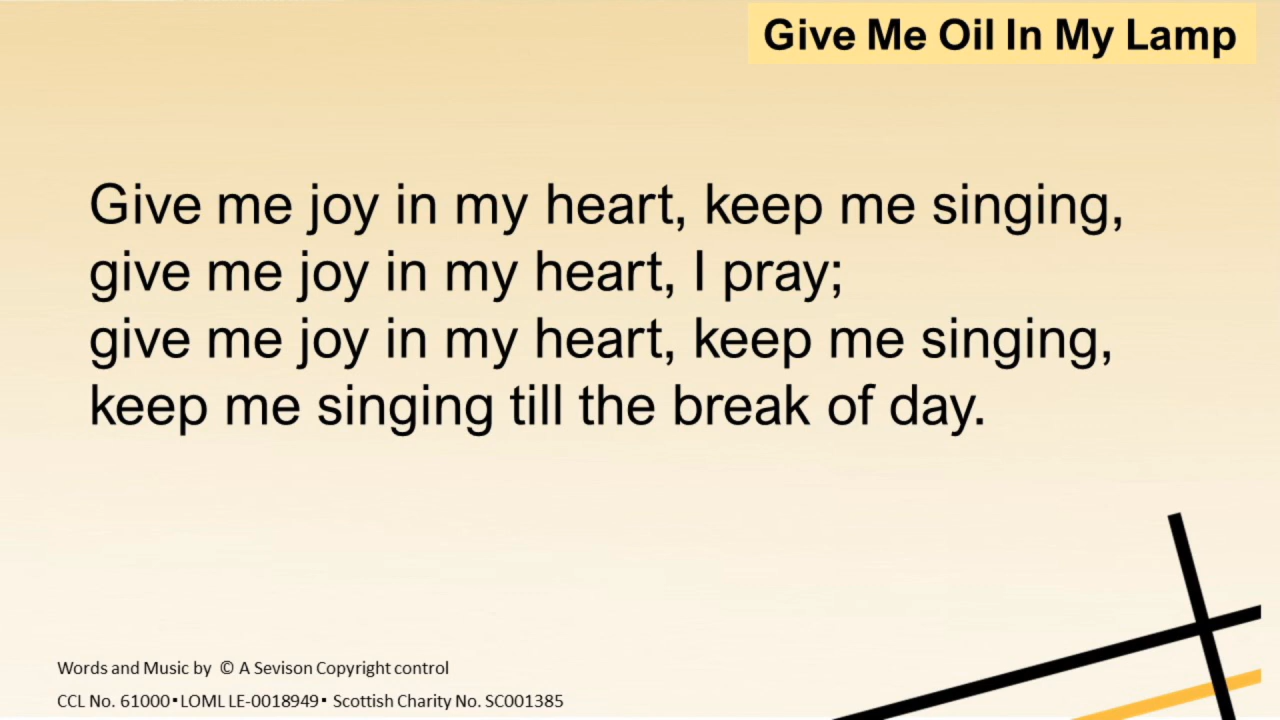 Give Me Oil In My Lamp
Give me joy in my heart, keep me singing,
give me joy in my heart, I pray;
give me joy in my heart, keep me singing,
keep me singing till the break of day.
Words and Music by © A Sevison Copyright control
CCL No. 61000▪LOML LE-0018949▪ Scottish Charity No. SC001385